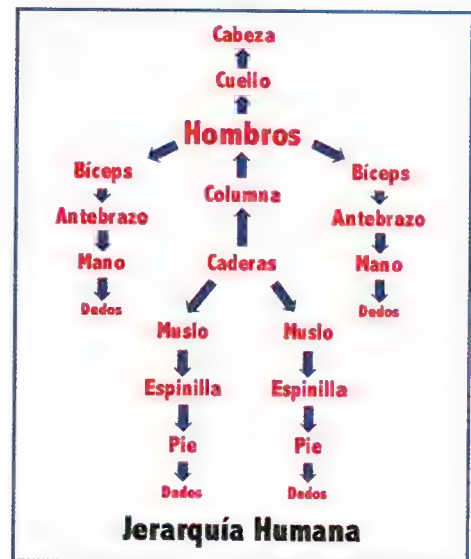 Cabeza
Cuello
Hombros
Bíceps
Bíceps
Columna
Antebrazo
Antebrazo
Mano
Caderas
Mano
Dedos
Dedos
Muslo
Muslo
Espinilla
Espinilla
Pie
Pie
Dedos
Dedos
Jerarquía Humana